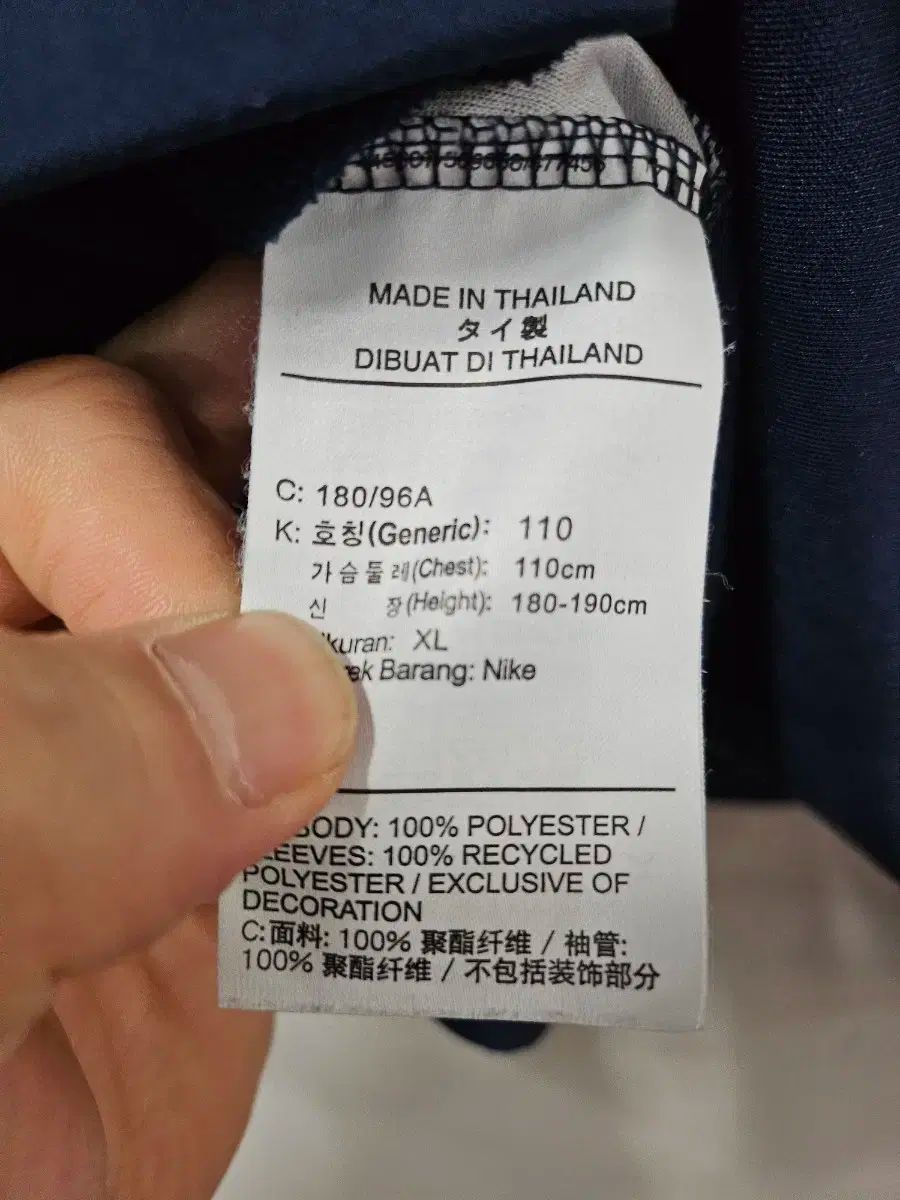 MADE IN THAILAND
タイ製
DIBUAT DI THAILAND
C: 180/96A
K: 호칭(Generic): 110
가슴둘레(Chest): 110cm
신 장(Height): 180-190cm
XL
Barang: Nike
BODY: 100% POLYESTER /
SLEEVES: 100% RECYCLED
POLYESTER / EXCLUSIVE OF
DECORATION
C:面料: 100% 聚酯纤维 / 袖管:
100% 聚酯纤维 / 不包括装饰部分